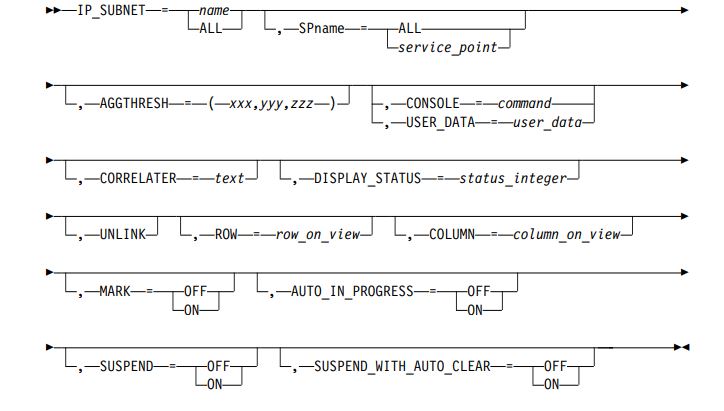 IP_SUBNET = name , SPname = ALL
ALL service_point
, AGGTHRESH = ( xxx,yyy,zzz ) , CONSOLE = command
, USER_DATA = user_data
, CORRELATER = text , DISPLAY_STATUS = status_integer
, UNLINK , ROW = row_on_view , COLUMN = column_on_view
, MARK = OFF , AUTO_IN_PROGRESS = OFF
ON ON
, SUSPEND = OFF , SUSPEND_WITH_AUTO_CLEAR = OFF
ON ON